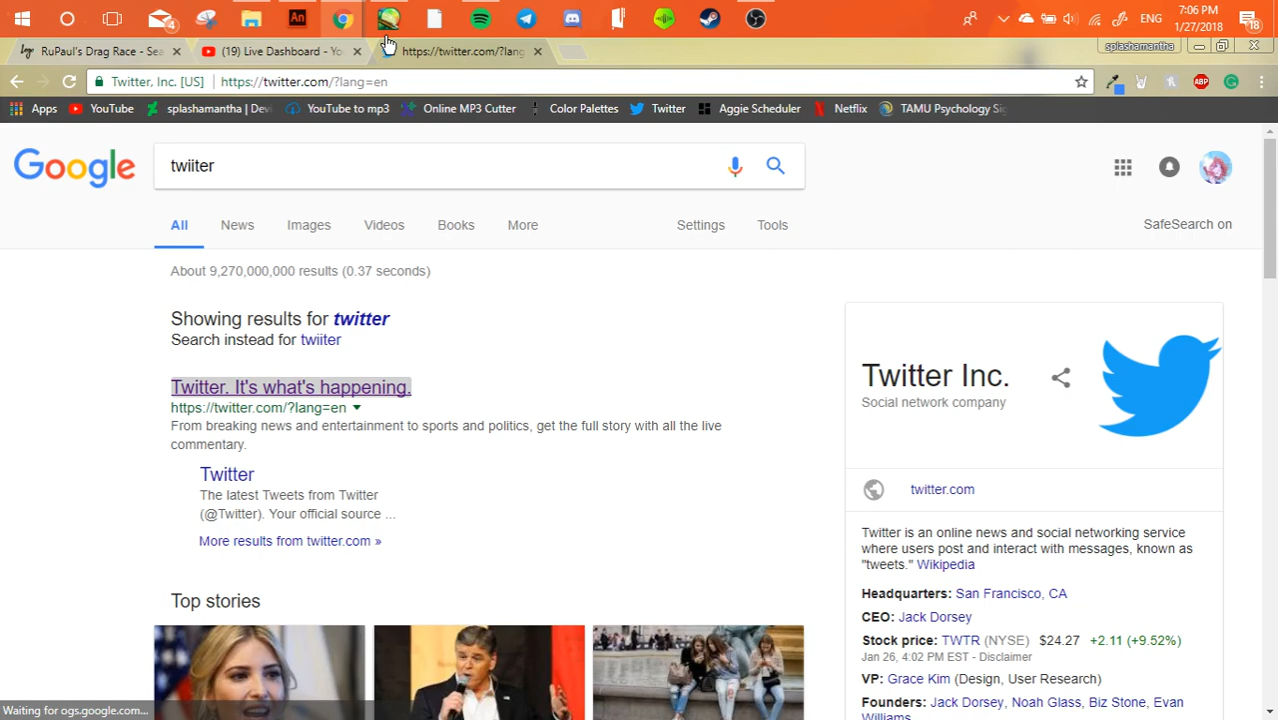 4
ENG
7:06 PM
1/27/2018
18
RuPaul's Drag Race - Sea
(19) Live Dashboard - Yo
https://twitter.com/?lang
splashamantha
Twitter, Inc. [US]
https://twitter.com/?lang=en
ABP
Apps
YouTube
splashamantha | Dev
YouTube to mp3
Online MP3 Cutter
Color Palettes
Twitter
Aggie Scheduler
Netflix
TAMU Psychology Sig
Google
twiiter
All
News
Images
Videos
Books
More
Settings
Tools
SafeSearch on
About 9,270,000,000 results (0.37 seconds)
Showing results for twitter
Search instead for twiiter
Twitter. It's what's happening.
https://twitter.com/?lang=en
From breaking news and entertainment to sports and politics, get the full story with all the live
commentary.
Twitter
The latest Tweets from Twitter
(@Twitter). Your official source ...
More results from twitter.com »
Top stories
Twitter Inc.
Social network company
twitter.com
Twitter is an online news and social networking service
where users post and interact with messages, known as
"tweets." Wikipedia
Headquarters: San Francisco, CA
CEO: Jack Dorsey
Stock price: TWTR (NYSE) $24.27 +2.11 (+9.52%)
Jan 26, 4:02 PM EST - Disclaimer
VP: Grace Kim (Design, User Research)
Founders: Jack Dorsey, Noah Glass, Biz Stone, Evan
Williams
Waiting for ogs.google.com...